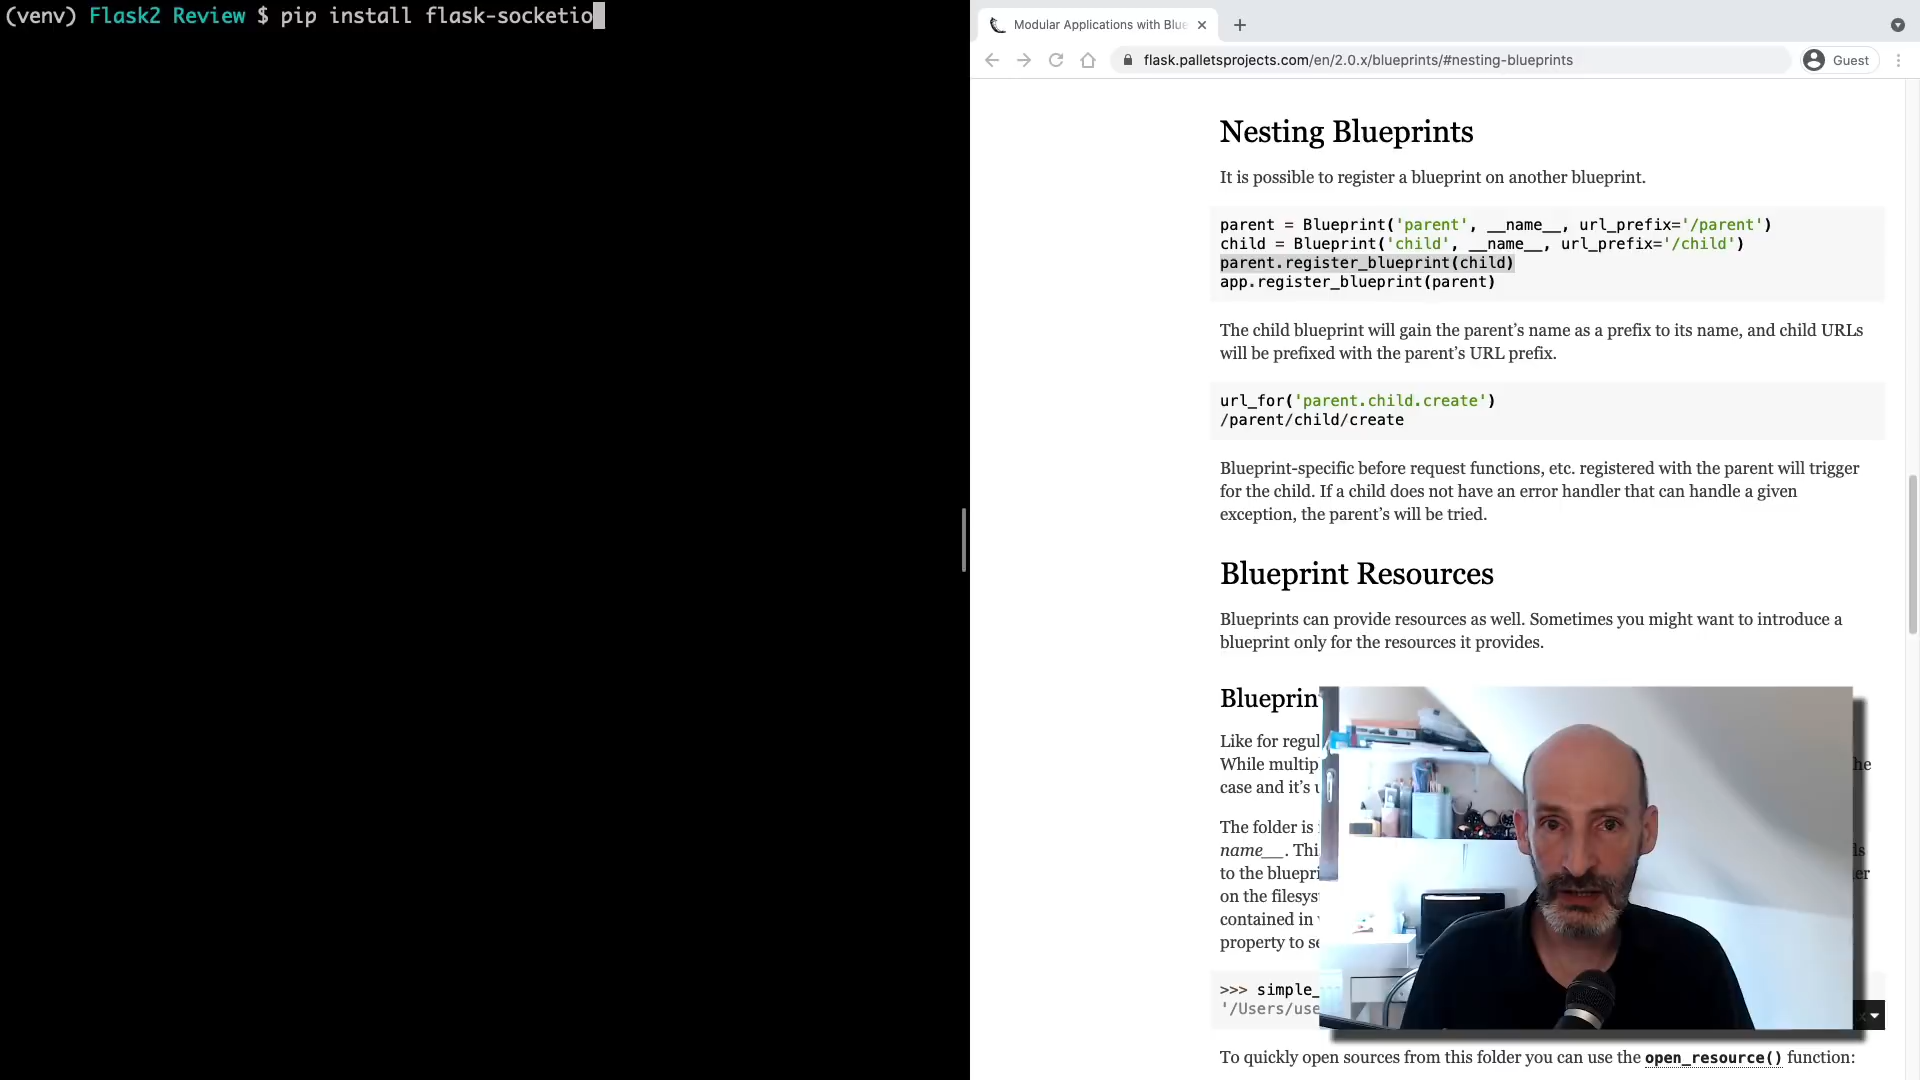 (venv) Flask2 Review $ pip install flask-socketio
Modular Applications with Blue
flask.palletsprojects.com/en/2.0.x/blueprints/#nesting-blueprints
Guest
Nesting Blueprints
It is possible to register a blueprint on another blueprint.
parent = Blueprint('parent', __name__, url_prefix='/parent')
child = Blueprint('child', __name__, url_prefix='/child')
parent.register_blueprint(child)
app.register_blueprint(parent)
The child blueprint will gain the parent’s name as a prefix to its name, and child URLs
will be prefixed with the parent’s URL prefix.
url_for('parent.child.create')
/parent/child/create
Blueprint-specific before request functions, etc. registered with the parent will trigger
for the child. If a child does not have an error handler that can handle a given
exception, the parent’s will be tried.
Blueprint Resources
Blueprints can provide resources as well. Sometimes you might want to introduce a
blueprint only for the resources it provides.
Blueprin
Like for regul
While multip he
case and it’s
The folder is
name__. Thi ls
to the bluepri er
on the filesys
contained in
property to se
>>> simple_
'/Users/use
To quickly open sources from this folder you can use the open_resource() function: